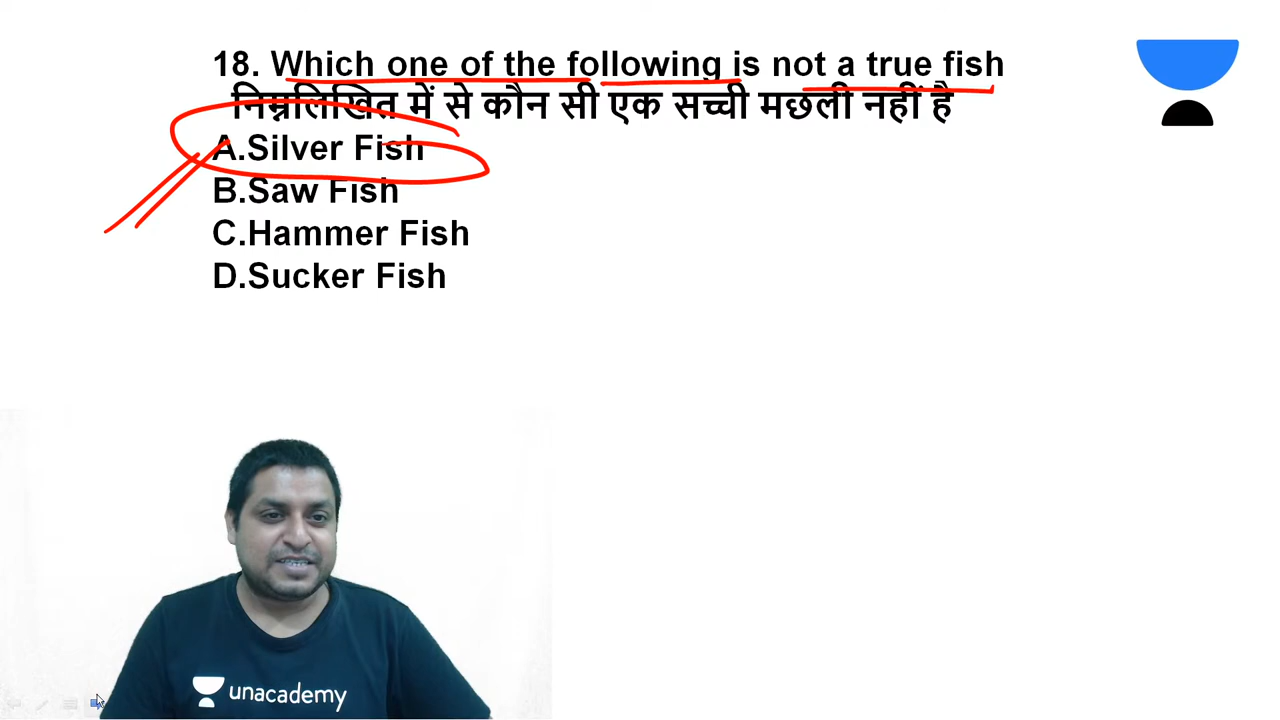 18. Which one of the following is not a true fish
निम्नलिखित में से कौन सी एक सच्ची मछली नहीं है
A.Silver Fish
B.Saw Fish
C.Hammer Fish
D.Sucker Fish
unacademy